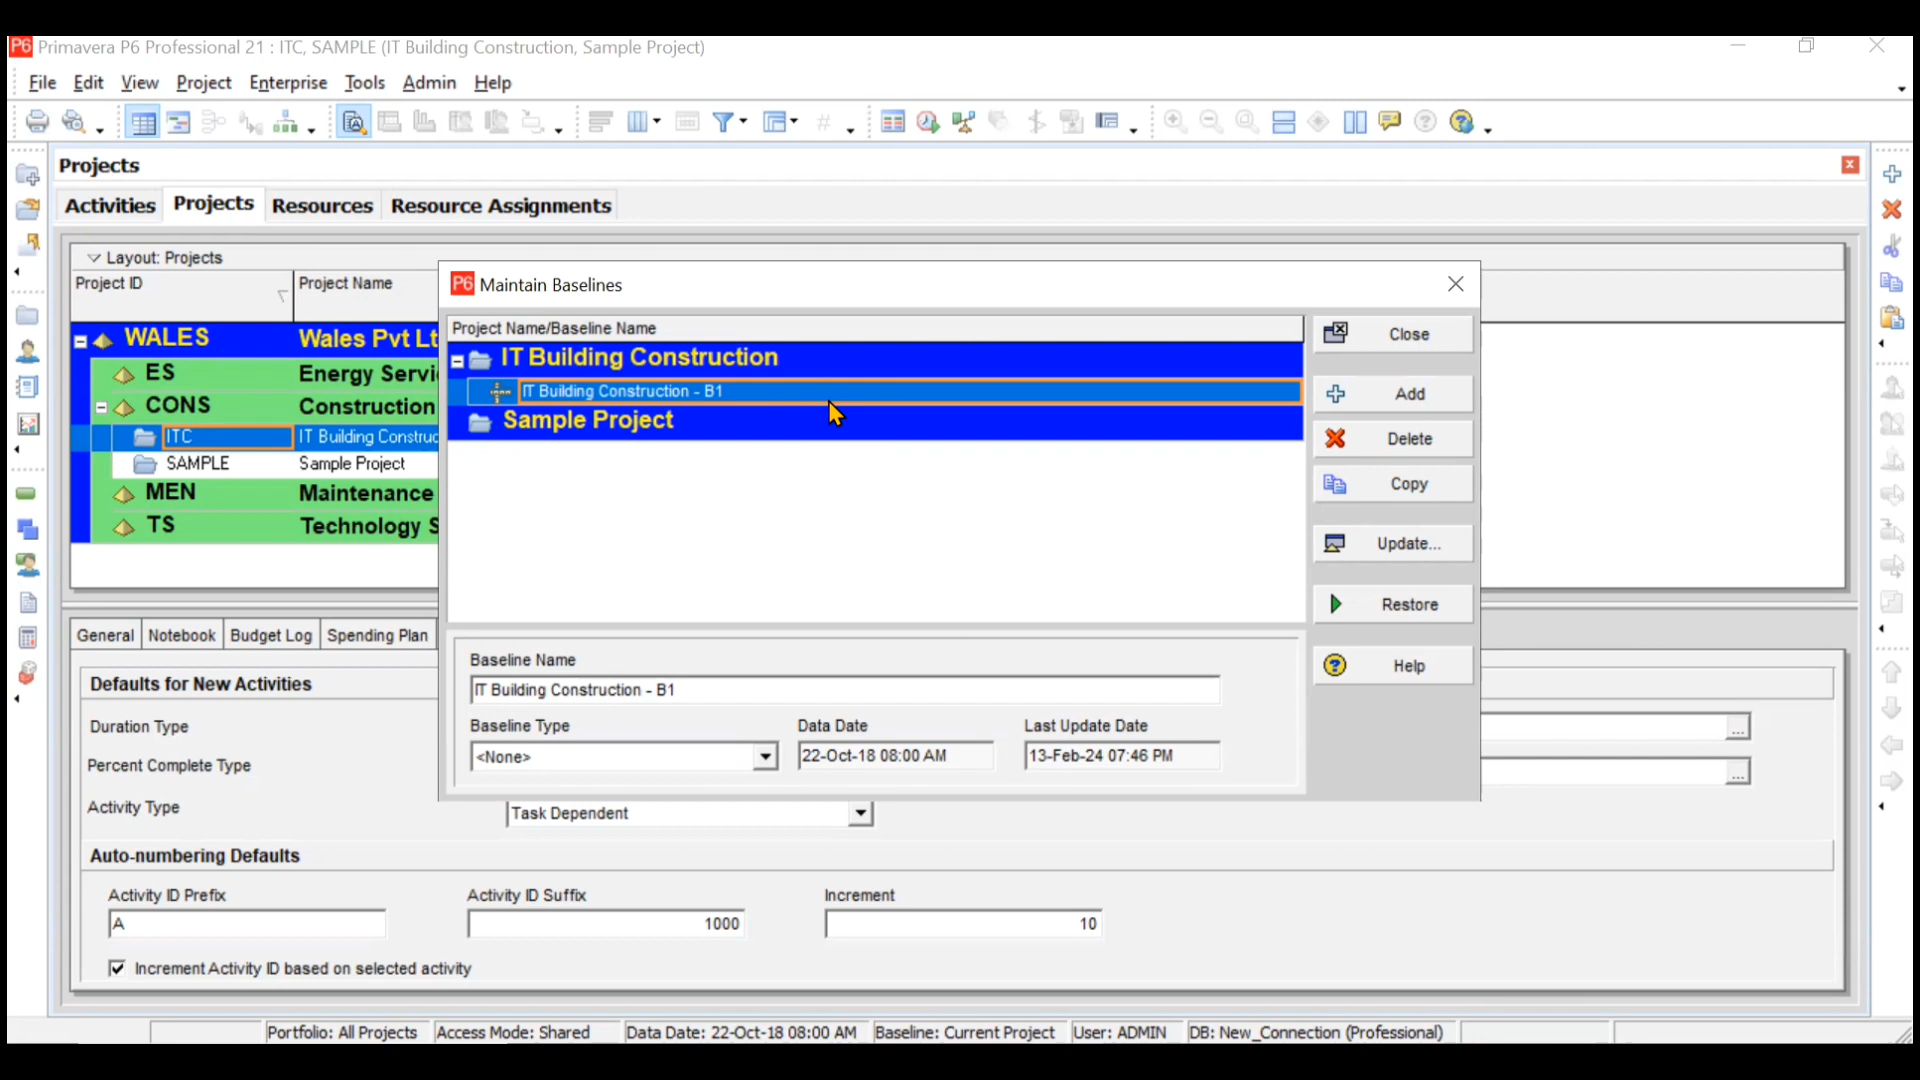 P6 Primavera P6 Professional 21 : ITC, SAMPLE (IT Building Construction, Sample Project)
File Edit View Project Enterprise Tools Admin Help
Projects
Activities Projects Resources Resource Assignments
Layout: Projects
Project ID Project Name
WALES Wales Pvt Lt
ES Energy Servi
CONS Construction
ITC IT Building Construc
SAMPLE Sample Project
MEN Maintenance
TS Technology S
P6 Maintain Baselines
Project Name/Baseline Name
IT Building Construction
IT Building Construction - B1
Sample Project
Close
Add
Delete
Copy
Update...
Restore
Help
Baseline Name
IT Building Construction - B1
Baseline Type Data Date Last Update Date
<None> 22-Oct-18 08:00 AM 13-Feb-24 07:46 PM
General Notebook Budget Log Spending Plan
Defaults for New Activities
Duration Type
...
Percent Complete Type
...
Activity Type
Task Dependent
Auto-numbering Defaults
Activity ID Prefix Activity ID Suffix Increment
A 1000 10
Increment Activity ID based on selected activity
Portfolio: All Projects Access Mode: Shared Data Date: 22-Oct-18 08:00 AM Baseline: Current Project User: ADMIN DB: New_Connection (Professional)